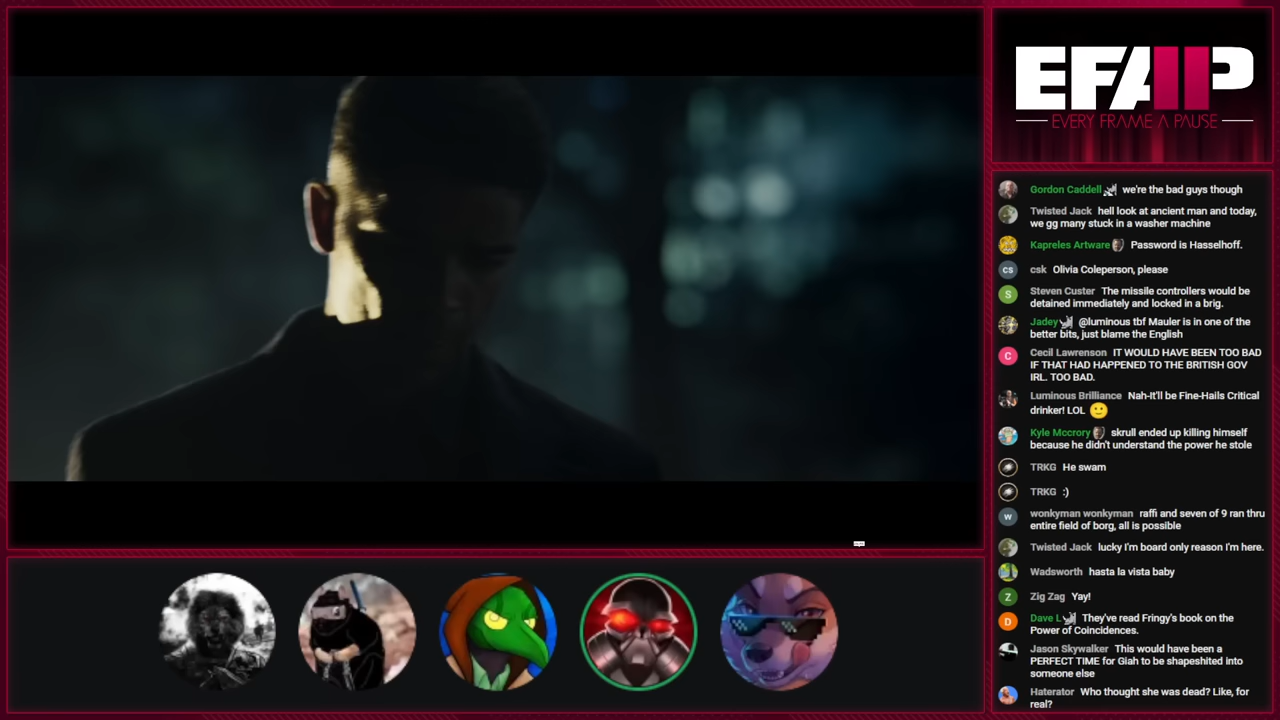 EFAP
EVERY FRAME A PAUSE
Gordon Caddell we're the bad guys though
Twisted Jack hell look at ancient man and today,
we gg many stuck in a washer machine
Kapreles Artware Password is Hasselhoff.
cs csk Olivia Coleperson, please
S Steven Custer The missile controllers would be
detained immediately and locked in a brig.
Jadey @luminous tbf Mauler is in one of the
better bits, just blame the English
C Cecil Lawrenson IT WOULD HAVE BEEN TOO BAD
IF THAT HAD HAPPENED TO THE BRITISH GOV
IRL. TOO BAD.
Luminous Brilliance Nah-It'll be Fine-Hails Critical
drinker! LOL 🙂
Kyle Mccrory skrull ended up killing himself
because he didn't understand the power he stole
TRKG He swam
TRKG :)
w wonkyman wonkyman raffi and seven of 9 ran thru
entire field of borg, all is possible
Twisted Jack lucky I'm board only reason I'm here.
Wadsworth hasta la vista baby
Z Zig Zag Yay!
D Dave L They've read Fringy's book on the
Power of Coincidences.
Jason Skywalker This would have been a
PERFECT TIME for Giah to be shapeshited into
someone else
Haterator Who thought she was dead? Like, for
real?